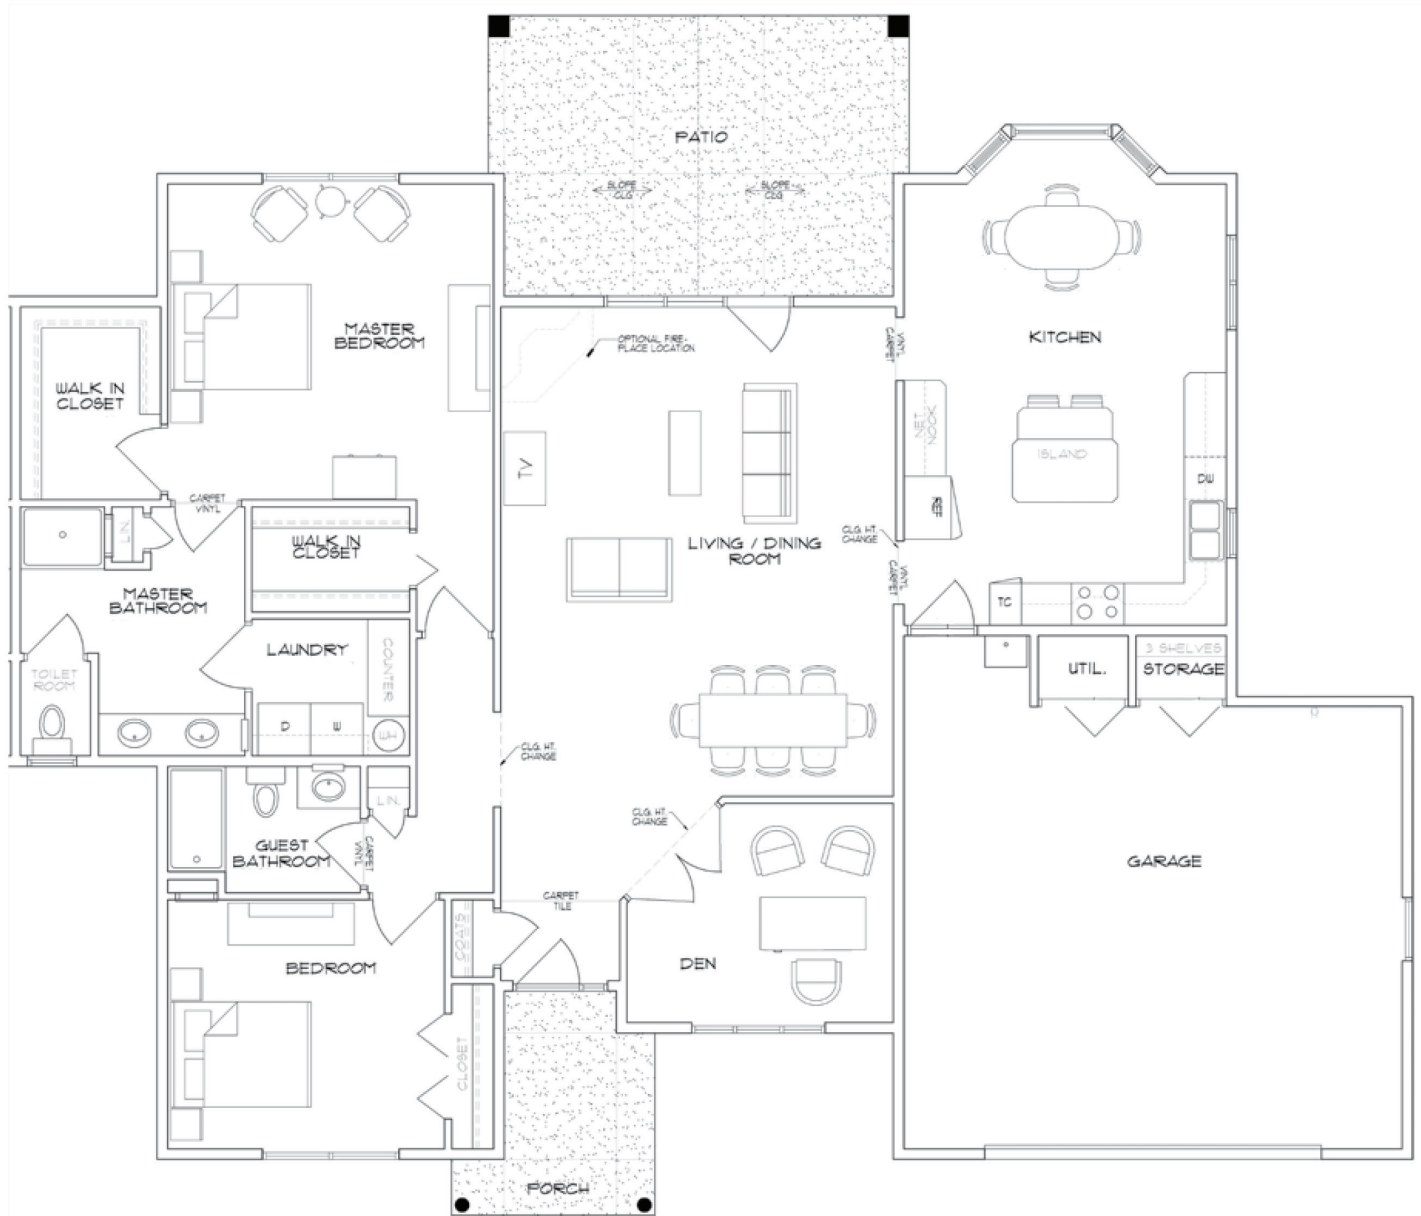 PATIO
SLOPE
CLG
SLOPE
CLG
MASTER
BEDROOM
OPTIONAL FIRE-
PLACE LOCATION
VINYL
CARPET
KITCHEN
WALK IN
CLOSET
NET
NOOK
ISLAND
TV
DW
REF
CARPET
VINYL
LIN.
WALK IN
CLOSET
LIVING / DINING
ROOM
CLG. HT.
CHANGE
VINYL
CARPET
MASTER
BATHROOM
TC
LAUNDRY
COUNTER
TOILET
ROOM
UTIL.
3 SHELVES
STORAGE
D
W
WH
CLG. HT.
CHANGE
LIN.
CLG. HT.
CHANGE
GUEST
BATHROOM
CARPET
VINYL
GARAGE
CARPET
TILE
COATS
BEDROOM
DEN
CLOSET
PORCH